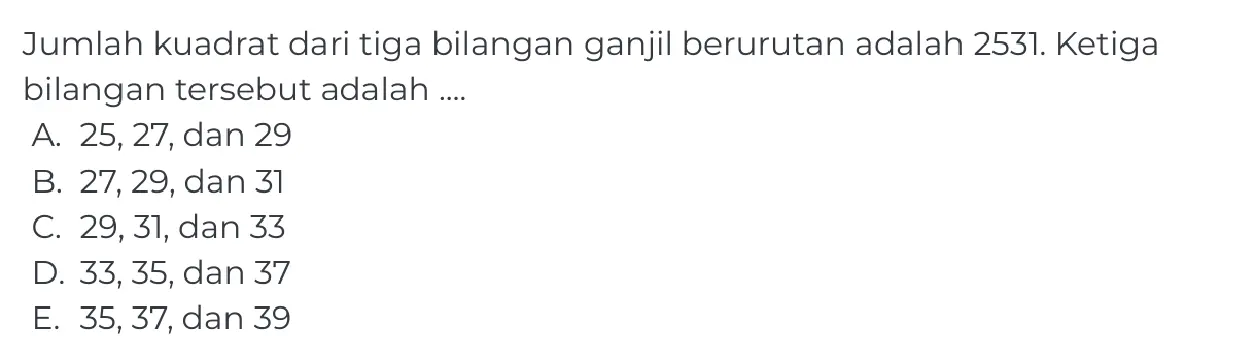 Jumlah kuadrat dari tiga bilangan ganjil berurutan adalah 2531. Ketiga
bilangan tersebut adalah ....
A. 25, 27, dan 29
B. 27, 29, dan 31
C. 29, 31, dan 33
D. 33, 35, dan 37
E. 35, 37, dan 39